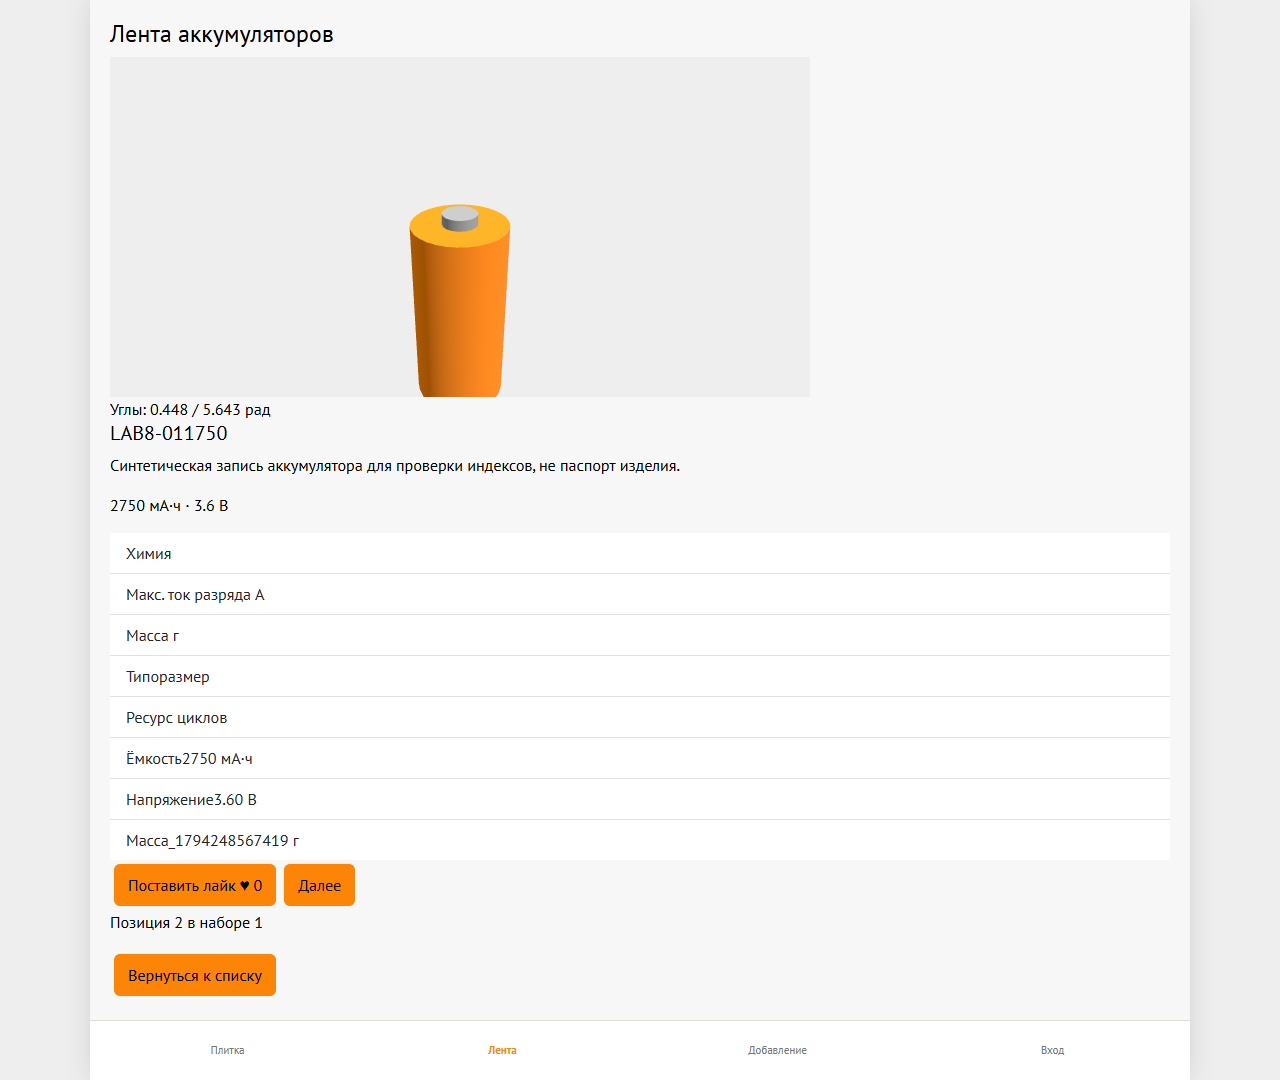 Лента аккумуляторов
Углы: 0.448 / 5.643 рад
LAB8-011750
Синтетическая запись аккумулятора для проверки индексов, не паспорт изделия.
2750 мА·ч · 3.6 В
Химия
Макс. ток разряда А
Масса г
Типоразмер
Ресурс циклов
Ёмкость2750 мА·ч
Напряжение3.60 В
Масса_1794248567419 г
Поставить лайк ♥ 0 Далее
Позиция 2 в наборе 1
Вернуться к списку
Плитка Лента Добавление Вход